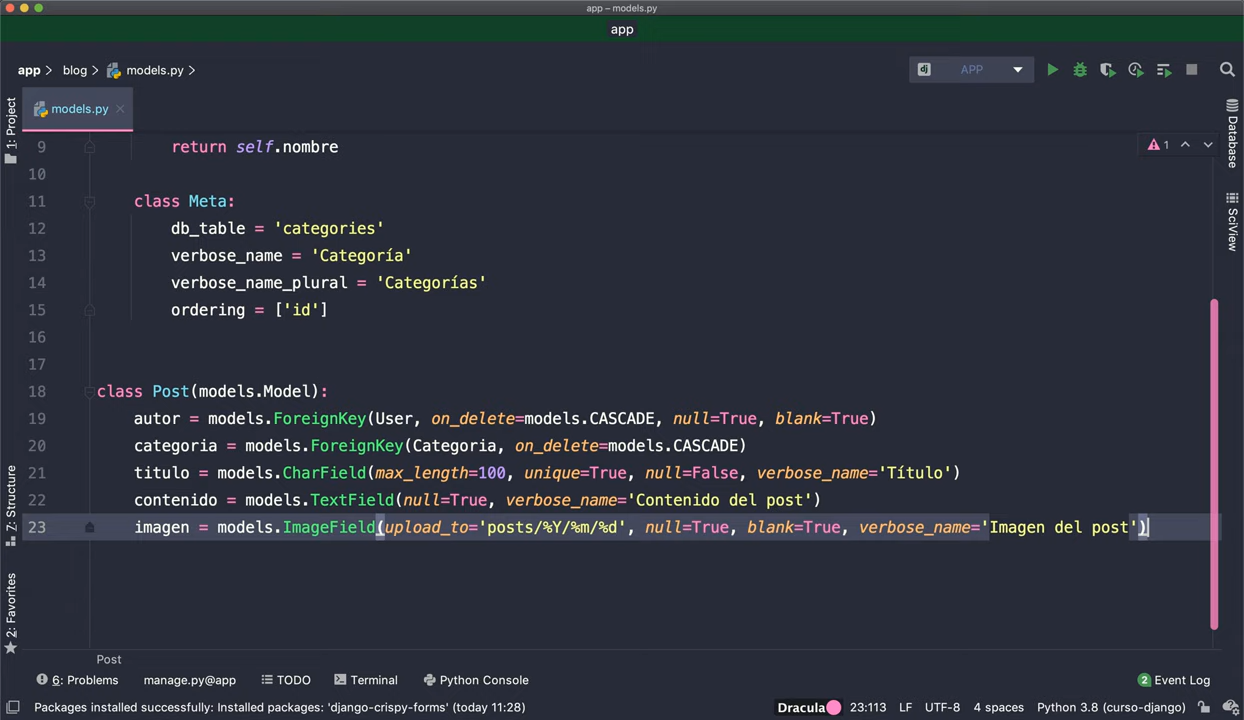 app – models.py
app
app
blog
models.py
APP
models.py
1: Project
Database
SciView
1
9 return self.nombre
10
11 class Meta:
12 db_table = 'categories'
13 verbose_name = 'Categoría'
14 verbose_name_plural = 'Categorías'
15 ordering = ['id']
16
17
18 class Post(models.Model):
19 autor = models.ForeignKey(User, on_delete=models.CASCADE, null=True, blank=True)
20 categoria = models.ForeignKey(Categoria, on_delete=models.CASCADE)
21 titulo = models.CharField(max_length=100, unique=True, null=False, verbose_name='Título')
22 contenido = models.TextField(null=True, verbose_name='Contenido del post')
23 imagen = models.ImageField(upload_to='posts/%Y/%m/%d', null=True, blank=True, verbose_name='Imagen del post')
Z: Structure
2: Favorites
Post
6: Problems
manage.py@app
TODO
Terminal
Python Console
2 Event Log
Packages installed successfully: Installed packages: 'django-crispy-forms' (today 11:28)
Dracula
23:113
LF
UTF-8
4 spaces
Python 3.8 (curso-django)